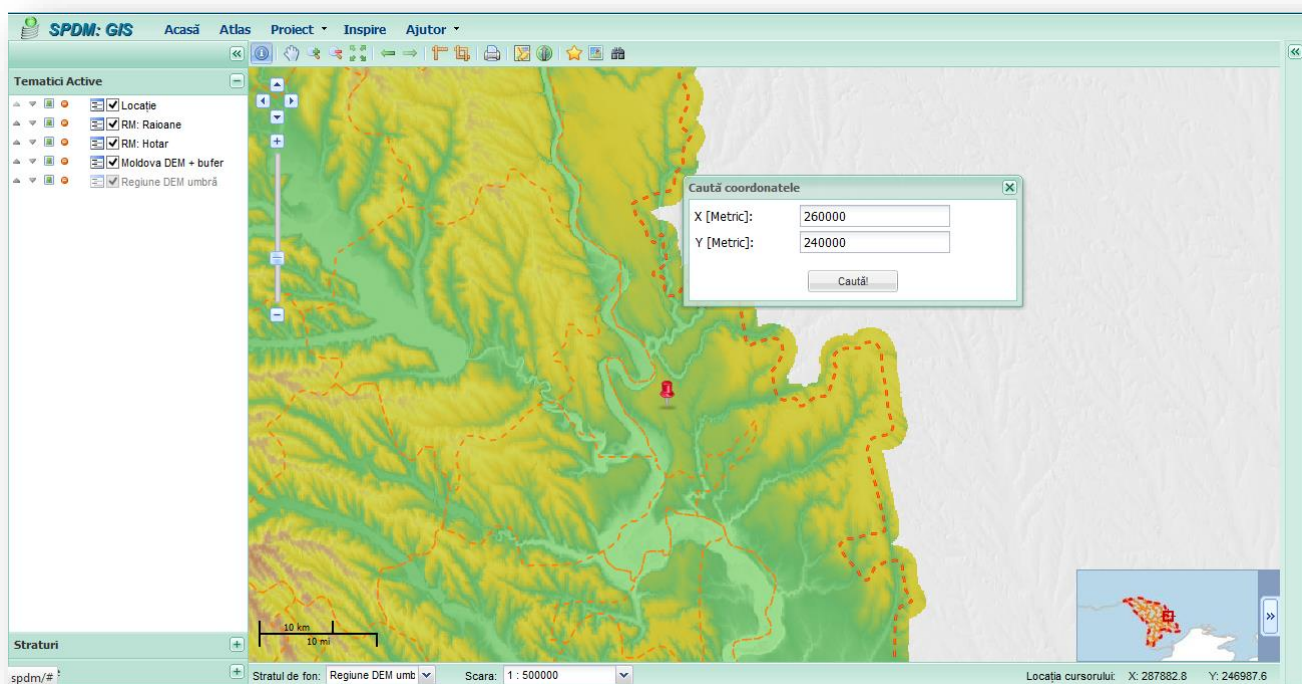 SPDM: GIS Acasă Atlas Proiect Inspire Ajutor
Tematici Active
Locație
RM: Raioane
RM: Hotar
Moldova DEM + bufer
Regiune DEM umbră
Caută coordonatele
X [Metric]: 260000
Y [Metric]: 240000
Caută!
10 km
10 mi
Straturi
spdm/#
Stratul de fon: Regiune DEM umb Scara: 1 : 500000 Locația cursorului: X: 287882.8 Y: 246987.6